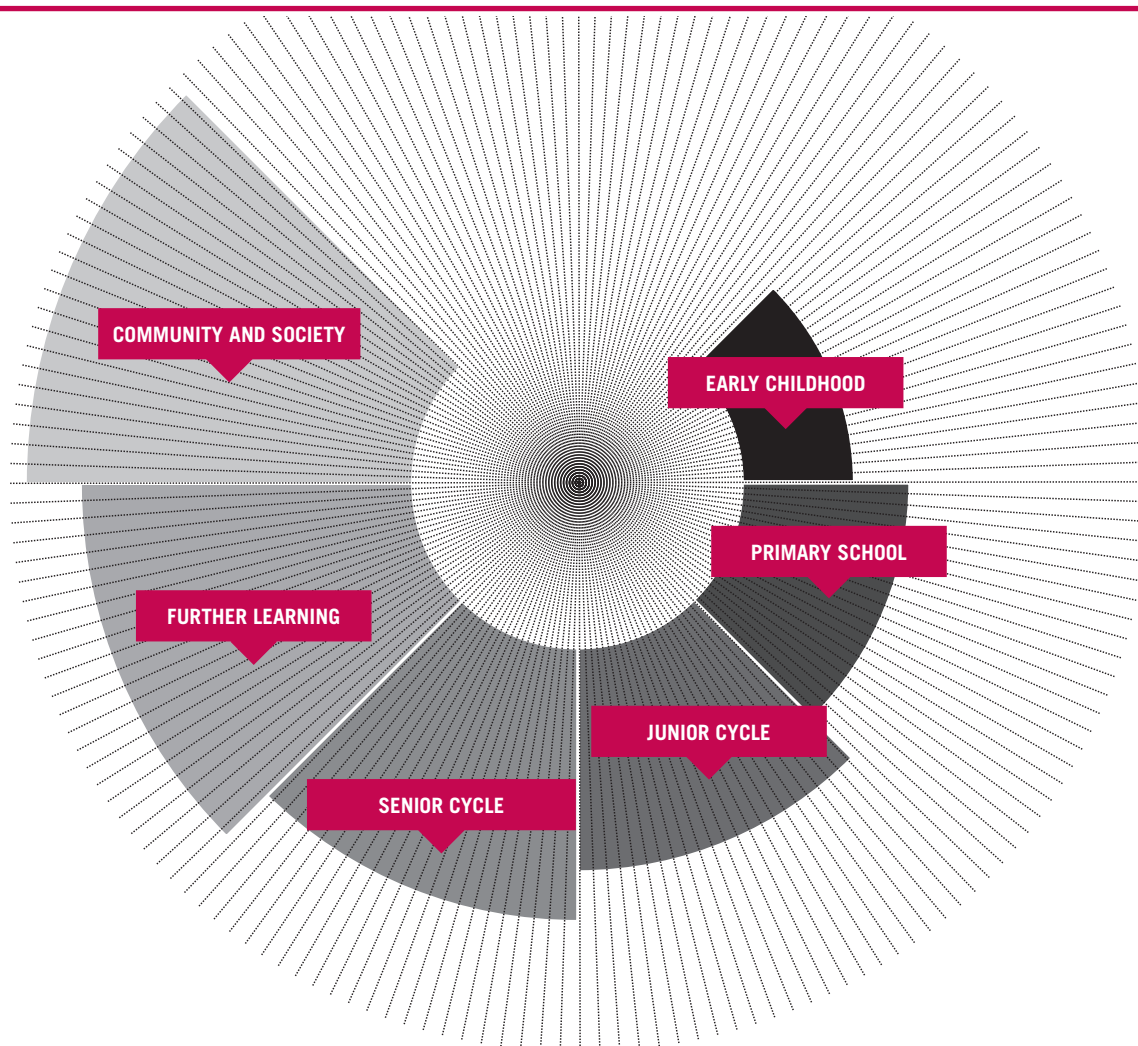 COMMUNITY AND SOCIETY
EARLY CHILDHOOD
PRIMARY SCHOOL
FURTHER LEARNING
JUNIOR CYCLE
SENIOR CYCLE